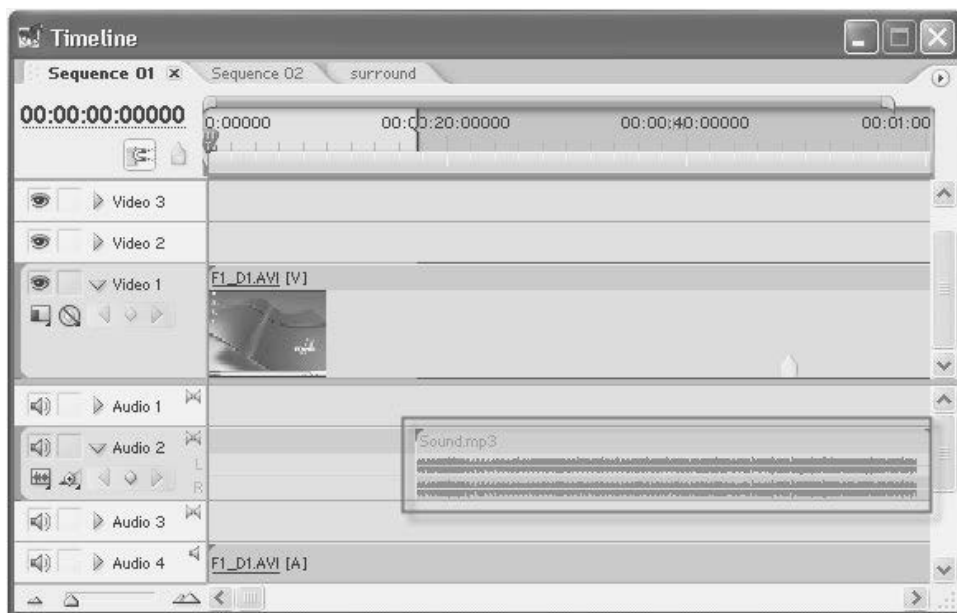 Timeline
Sequence 01 Sequence 02 surround
00:00:00:00000 0:00000 00:00:20:00000 00:00:40:00000 00:01:00
Video 3
Video 2
Video 1 F1_D1.AVI [V]
Audio 1
Audio 2 Sound.mp3
L
R
Audio 3
Audio 4 F1_D1.AVI [A]